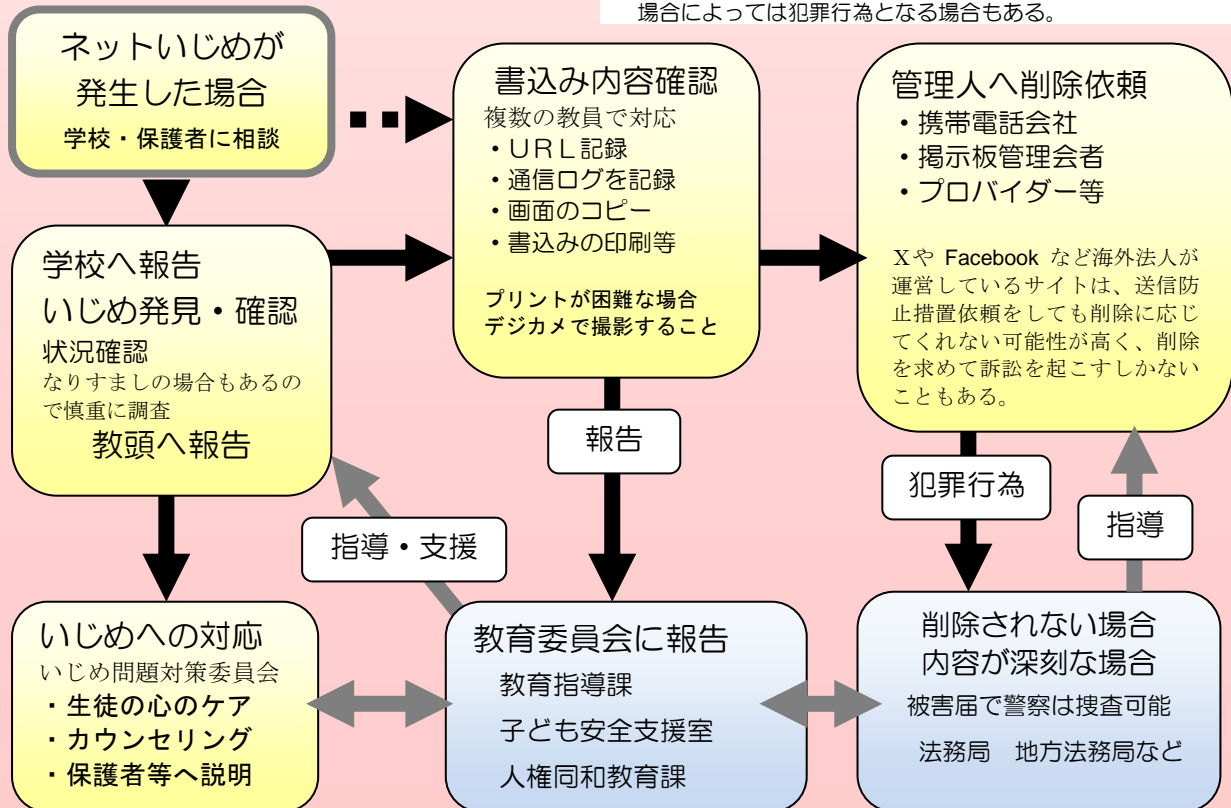 場合によっては犯罪行為となる場合もある。
ネットいじめが
発生した場合
学校・保護者に相談
書込み内容確認
複数の教員で対応
・ＵＲＬ記録
・通信ログを記録
・画面のコピー
・書込みの印刷等
プリントが困難な場合
デジカメで撮影すること
管理人へ削除依頼
・携帯電話会社
・掲示板管理会者
・プロバイダー等
Ｘや Facebook など海外法人が
運営しているサイトは、送信防
止措置依頼をしても削除に応じ
てくれない可能性が高く、削除
を求めて訴訟を起こすしかない
こともある。
学校へ報告
いじめ発見・確認
状況確認
なりすましの場合もあるの
で慎重に調査
教頭へ報告
報告
犯罪行為
指導
指導・支援
いじめへの対応
いじめ問題対策委員会
・生徒の心のケア
・カウンセリング
・保護者等へ説明
教育委員会に報告
教育指導課
子ども安全支援室
人権同和教育課
削除されない場合
内容が深刻な場合
被害届で警察は捜査可能
法務局　地方法務局など